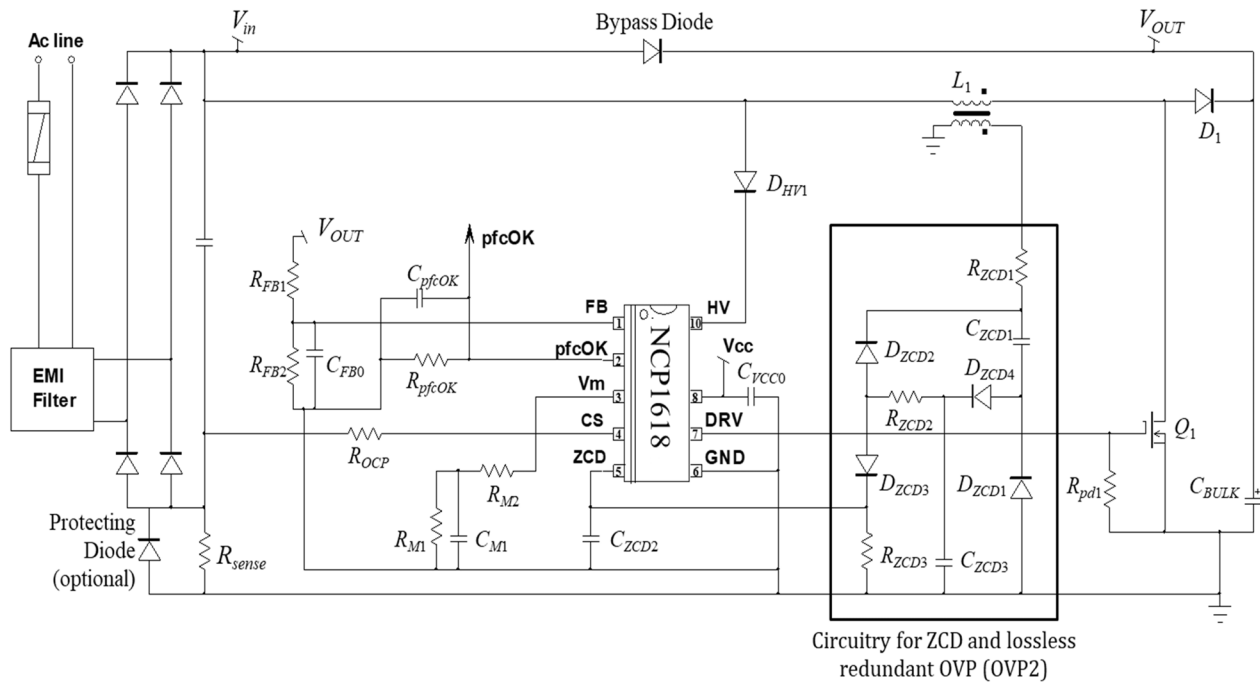 V_in
Bypass Diode
V_OUT
Ac line
L_1
D_1
D_HV1
V_OUT
pfcOK
R_FB1
C_pfcOK
R_ZCD1
FB
HV
1
10
C_ZCD1
NCP1618
Vcc
R_FB2
C_FB0
pfcOK
2
R_pfcOK
C_VCC0
D_ZCD2
D_ZCD4
EMI
Filter
Vm
3
8
R_ZCD2
CS
DRV
4
7
Q_1
R_OCP
ZCD
GND
5
6
R_M2
D_ZCD3
D_ZCD1
R_pd1
C_BULK
+
Protecting
Diode
(optional)
R_sense
R_M1
C_M1
C_ZCD2
R_ZCD3
C_ZCD3
Circuitry for ZCD and lossless
redundant OVP (OVP2)